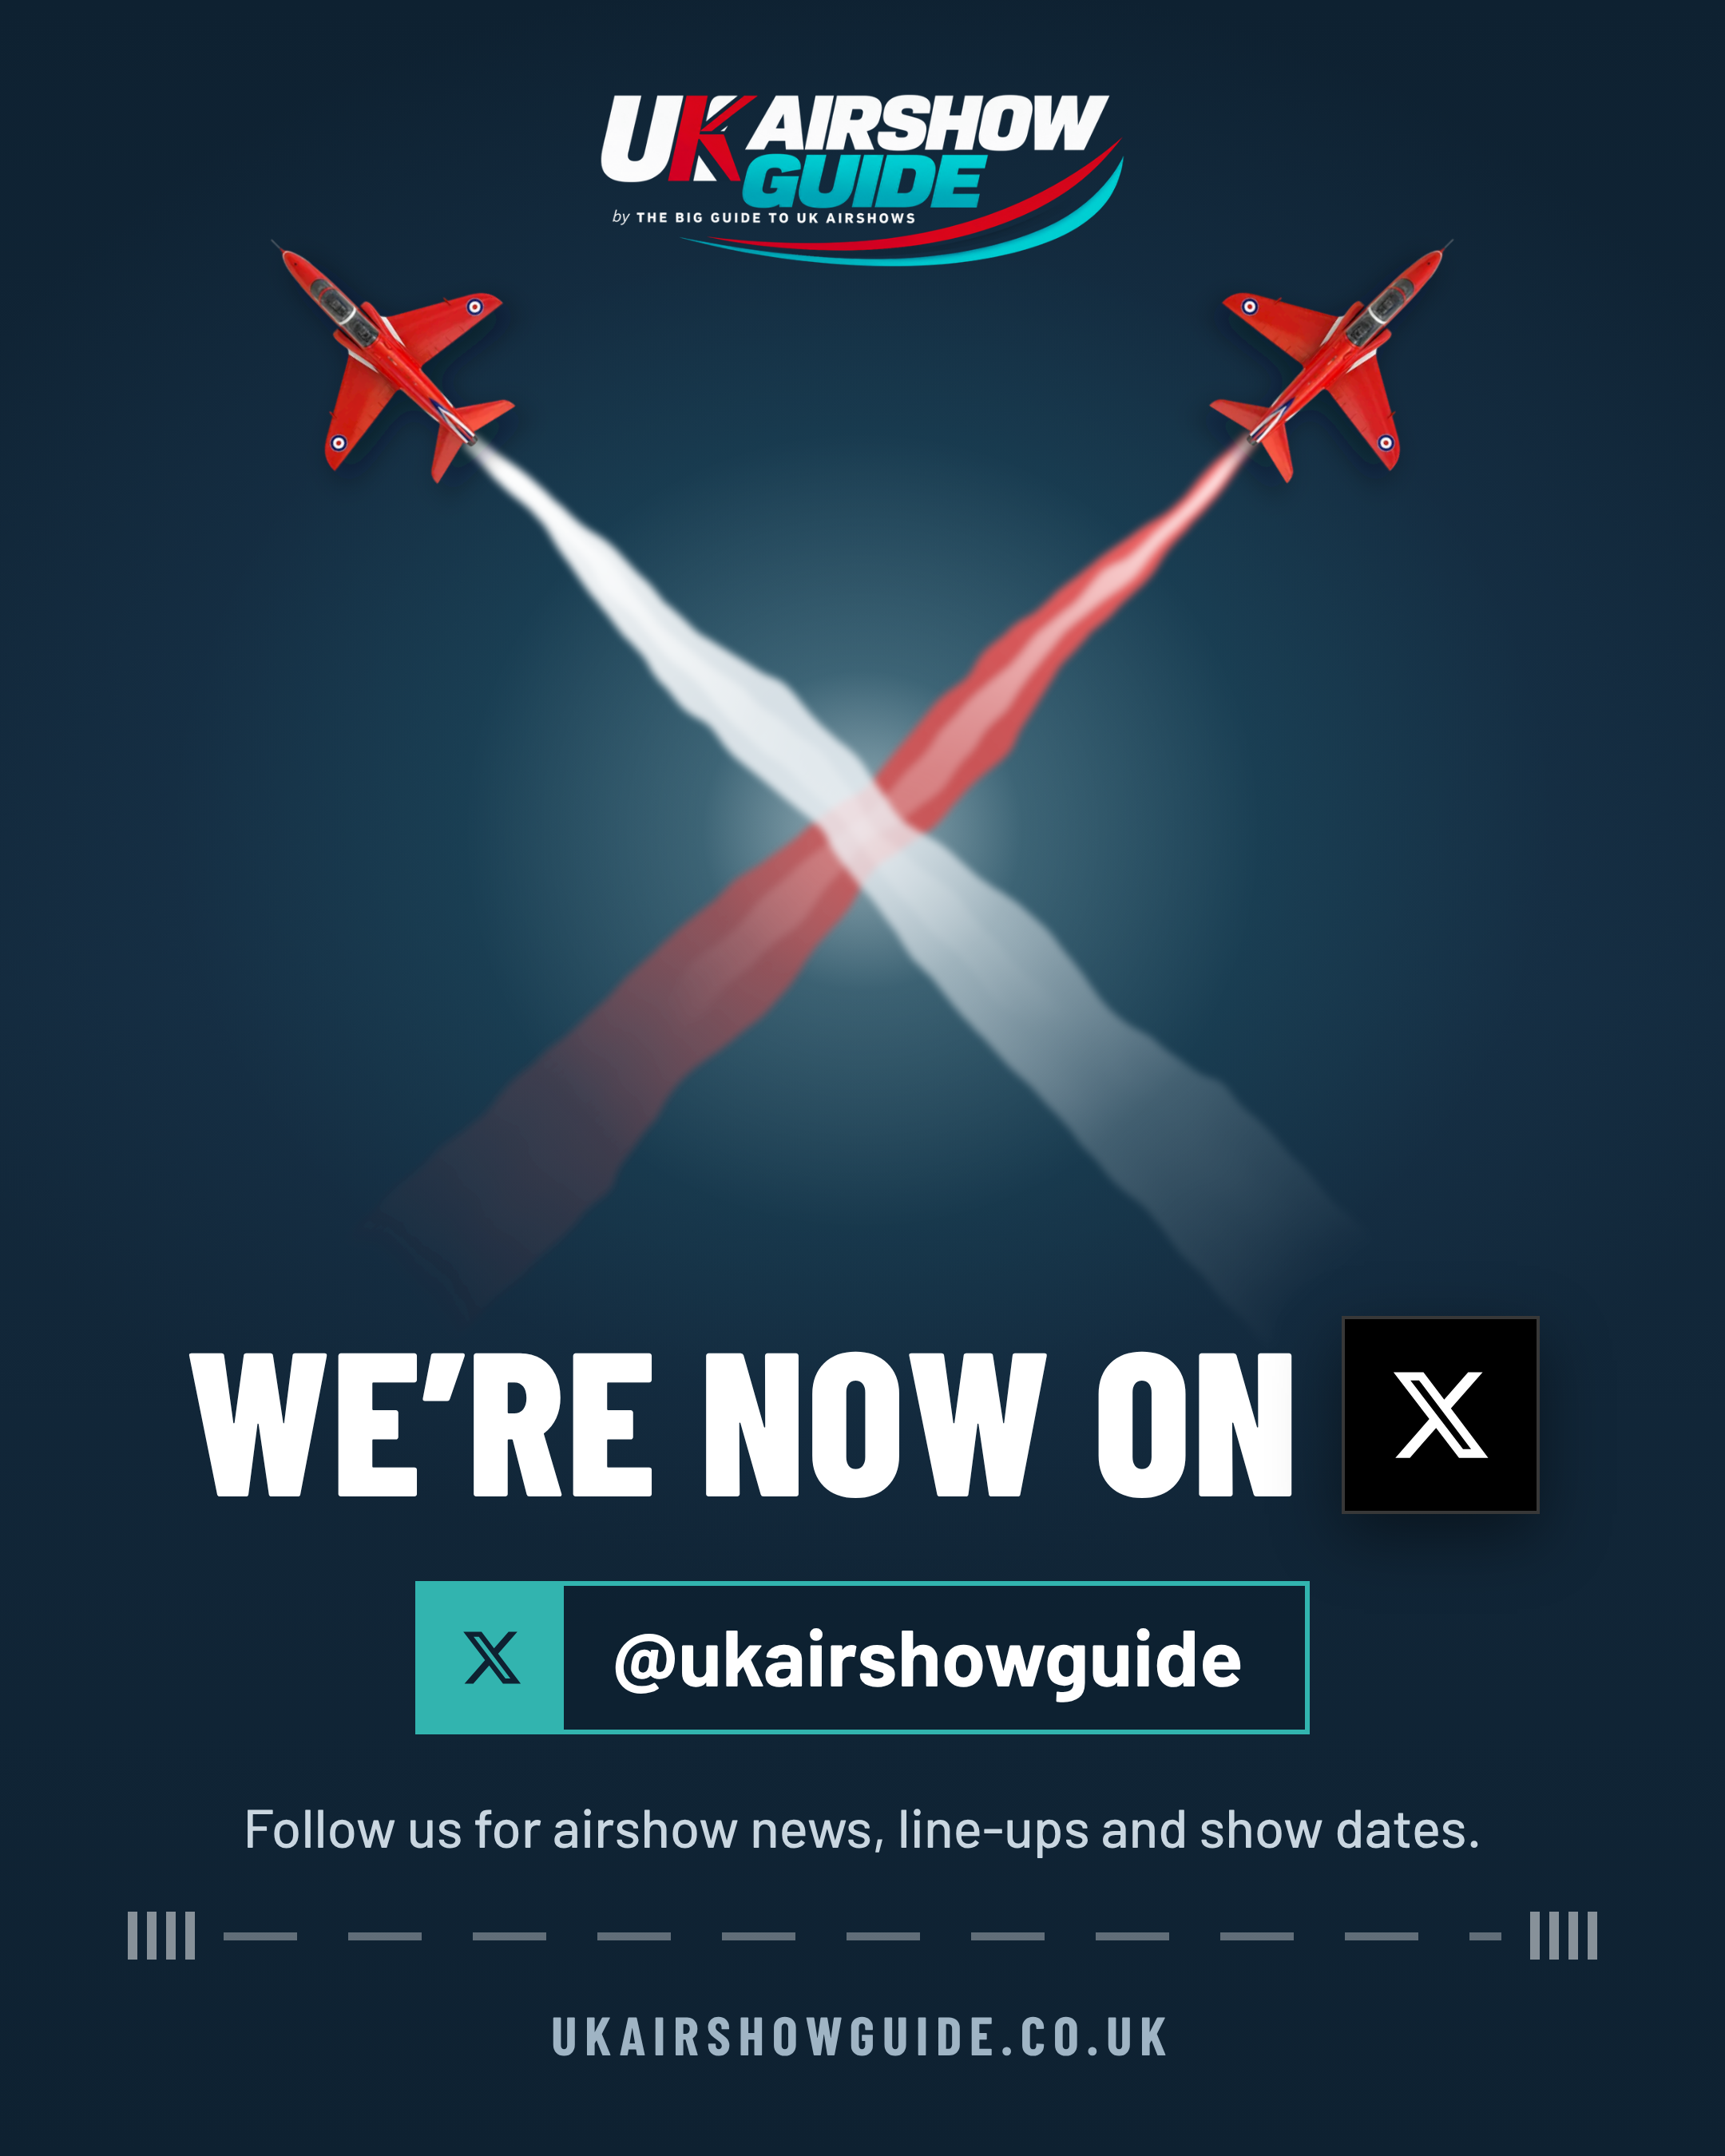 UK AIRSHOW
GUIDE
by THE BIG GUIDE TO UK AIRSHOWS
WE'RE NOW ON X
X @ukairshowguide
Follow us for airshow news, line-ups and show dates.
UKAIRSHOWGUIDE.CO.UK